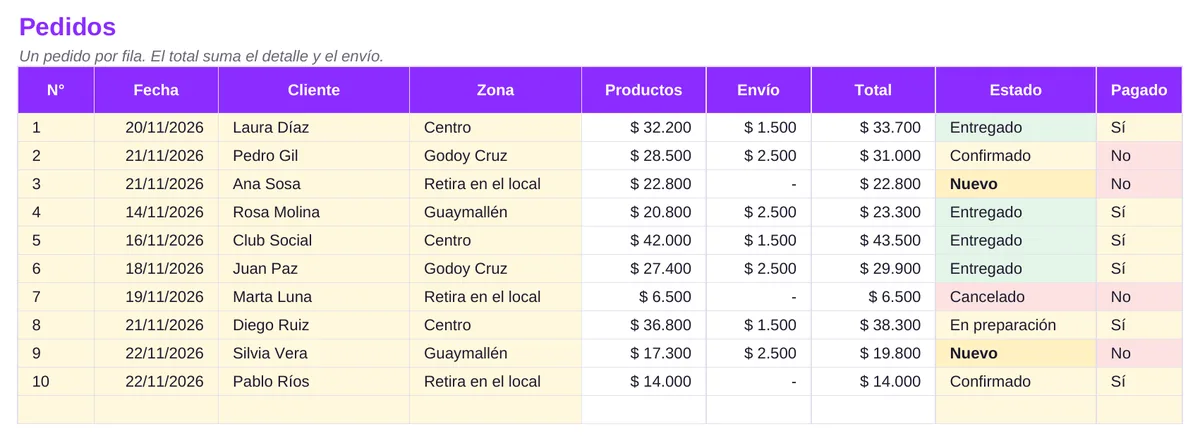 Pedidos
Un pedido por fila. El total suma el detalle y el envío.
N° Fecha Cliente Zona Productos Envío Total Estado Pagado
1 20/11/2026 Laura Díaz Centro $ 32.200 $ 1.500 $ 33.700 Entregado Sí
2 21/11/2026 Pedro Gil Godoy Cruz $ 28.500 $ 2.500 $ 31.000 Confirmado No
3 21/11/2026 Ana Sosa Retira en el local $ 22.800 - $ 22.800 Nuevo No
4 14/11/2026 Rosa Molina Guaymallén $ 20.800 $ 2.500 $ 23.300 Entregado Sí
5 16/11/2026 Club Social Centro $ 42.000 $ 1.500 $ 43.500 Entregado Sí
6 18/11/2026 Juan Paz Godoy Cruz $ 27.400 $ 2.500 $ 29.900 Entregado Sí
7 19/11/2026 Marta Luna Retira en el local $ 6.500 - $ 6.500 Cancelado No
8 21/11/2026 Diego Ruiz Centro $ 36.800 $ 1.500 $ 38.300 En preparación Sí
9 22/11/2026 Silvia Vera Guaymallén $ 17.300 $ 2.500 $ 19.800 Nuevo No
10 22/11/2026 Pablo Ríos Retira en el local $ 14.000 - $ 14.000 Confirmado Sí